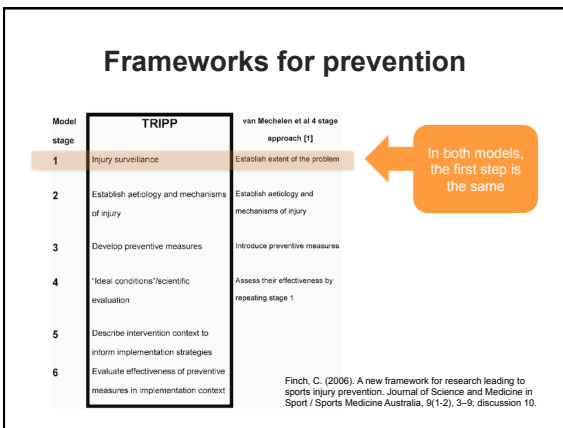 Frameworks for prevention
Model stage
TRIPP
van Mechelen et al 4 stage
approach [1]
1 Injury surveillance Establish extent of the problem
2 Establish aetiology and mechanisms of injury Establish aetiology and mechanisms of injury
3 Develop preventive measures Introduce preventive measures
4 "Ideal conditions"/scientific evaluation Assess their effectiveness by repeating stage 1
5 Describe intervention context to inform implementation strategies
6 Evaluate effectiveness of preventive measures in implementation context
In both models,
the first step is
the same
Finch, C. (2006). A new framework for research leading to
sports injury prevention. Journal of Science and Medicine in
Sport / Sports Medicine Australia, 9(1-2), 3–9; discussion 10.